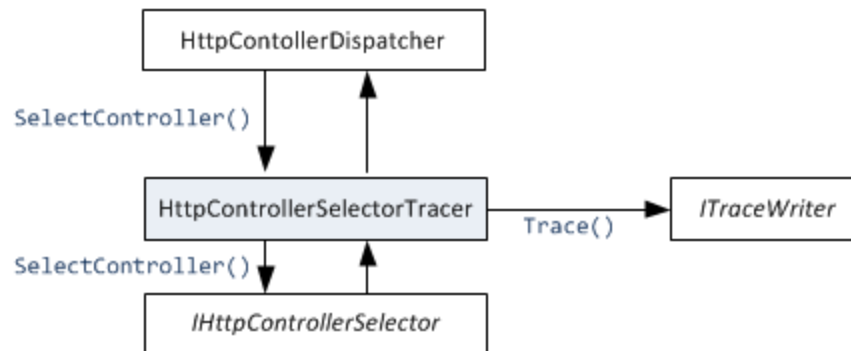 HttpContollerDispatcher
SelectController()
HttpControllerSelectorTracer
ITraceWriter
Trace()
SelectController()
IHttpControllerSelector